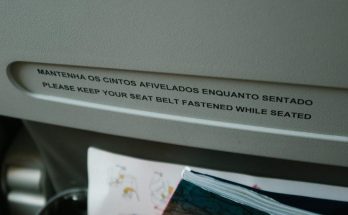 MANTENHA OS CINTOS AFIVELADOS ENQUANTO SENTADO
PLEASE KEEP YOUR SEAT BELT FASTENED WHILE SEATED